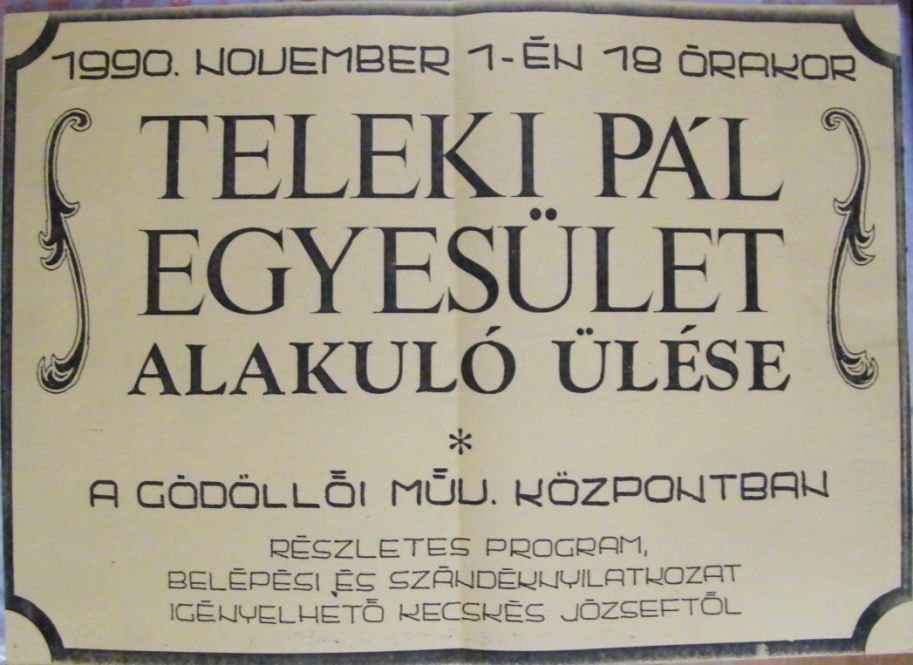 1990. NOVEMBER 1-ÉN 18 ÓRAKOR
TELEKI PÁL
EGYESÜLET
ALAKULÓ ÜLÉSE
*
A GÖDÖLLŐI MŰV. KÖZPONTBAN
RÉSZLETES PROGRAM,
BELÉPÉSI ÉS SZÁNDÉKNYILATKOZAT
IGÉNYELHETŐ KECSKÉS JÓZSEFTŐL